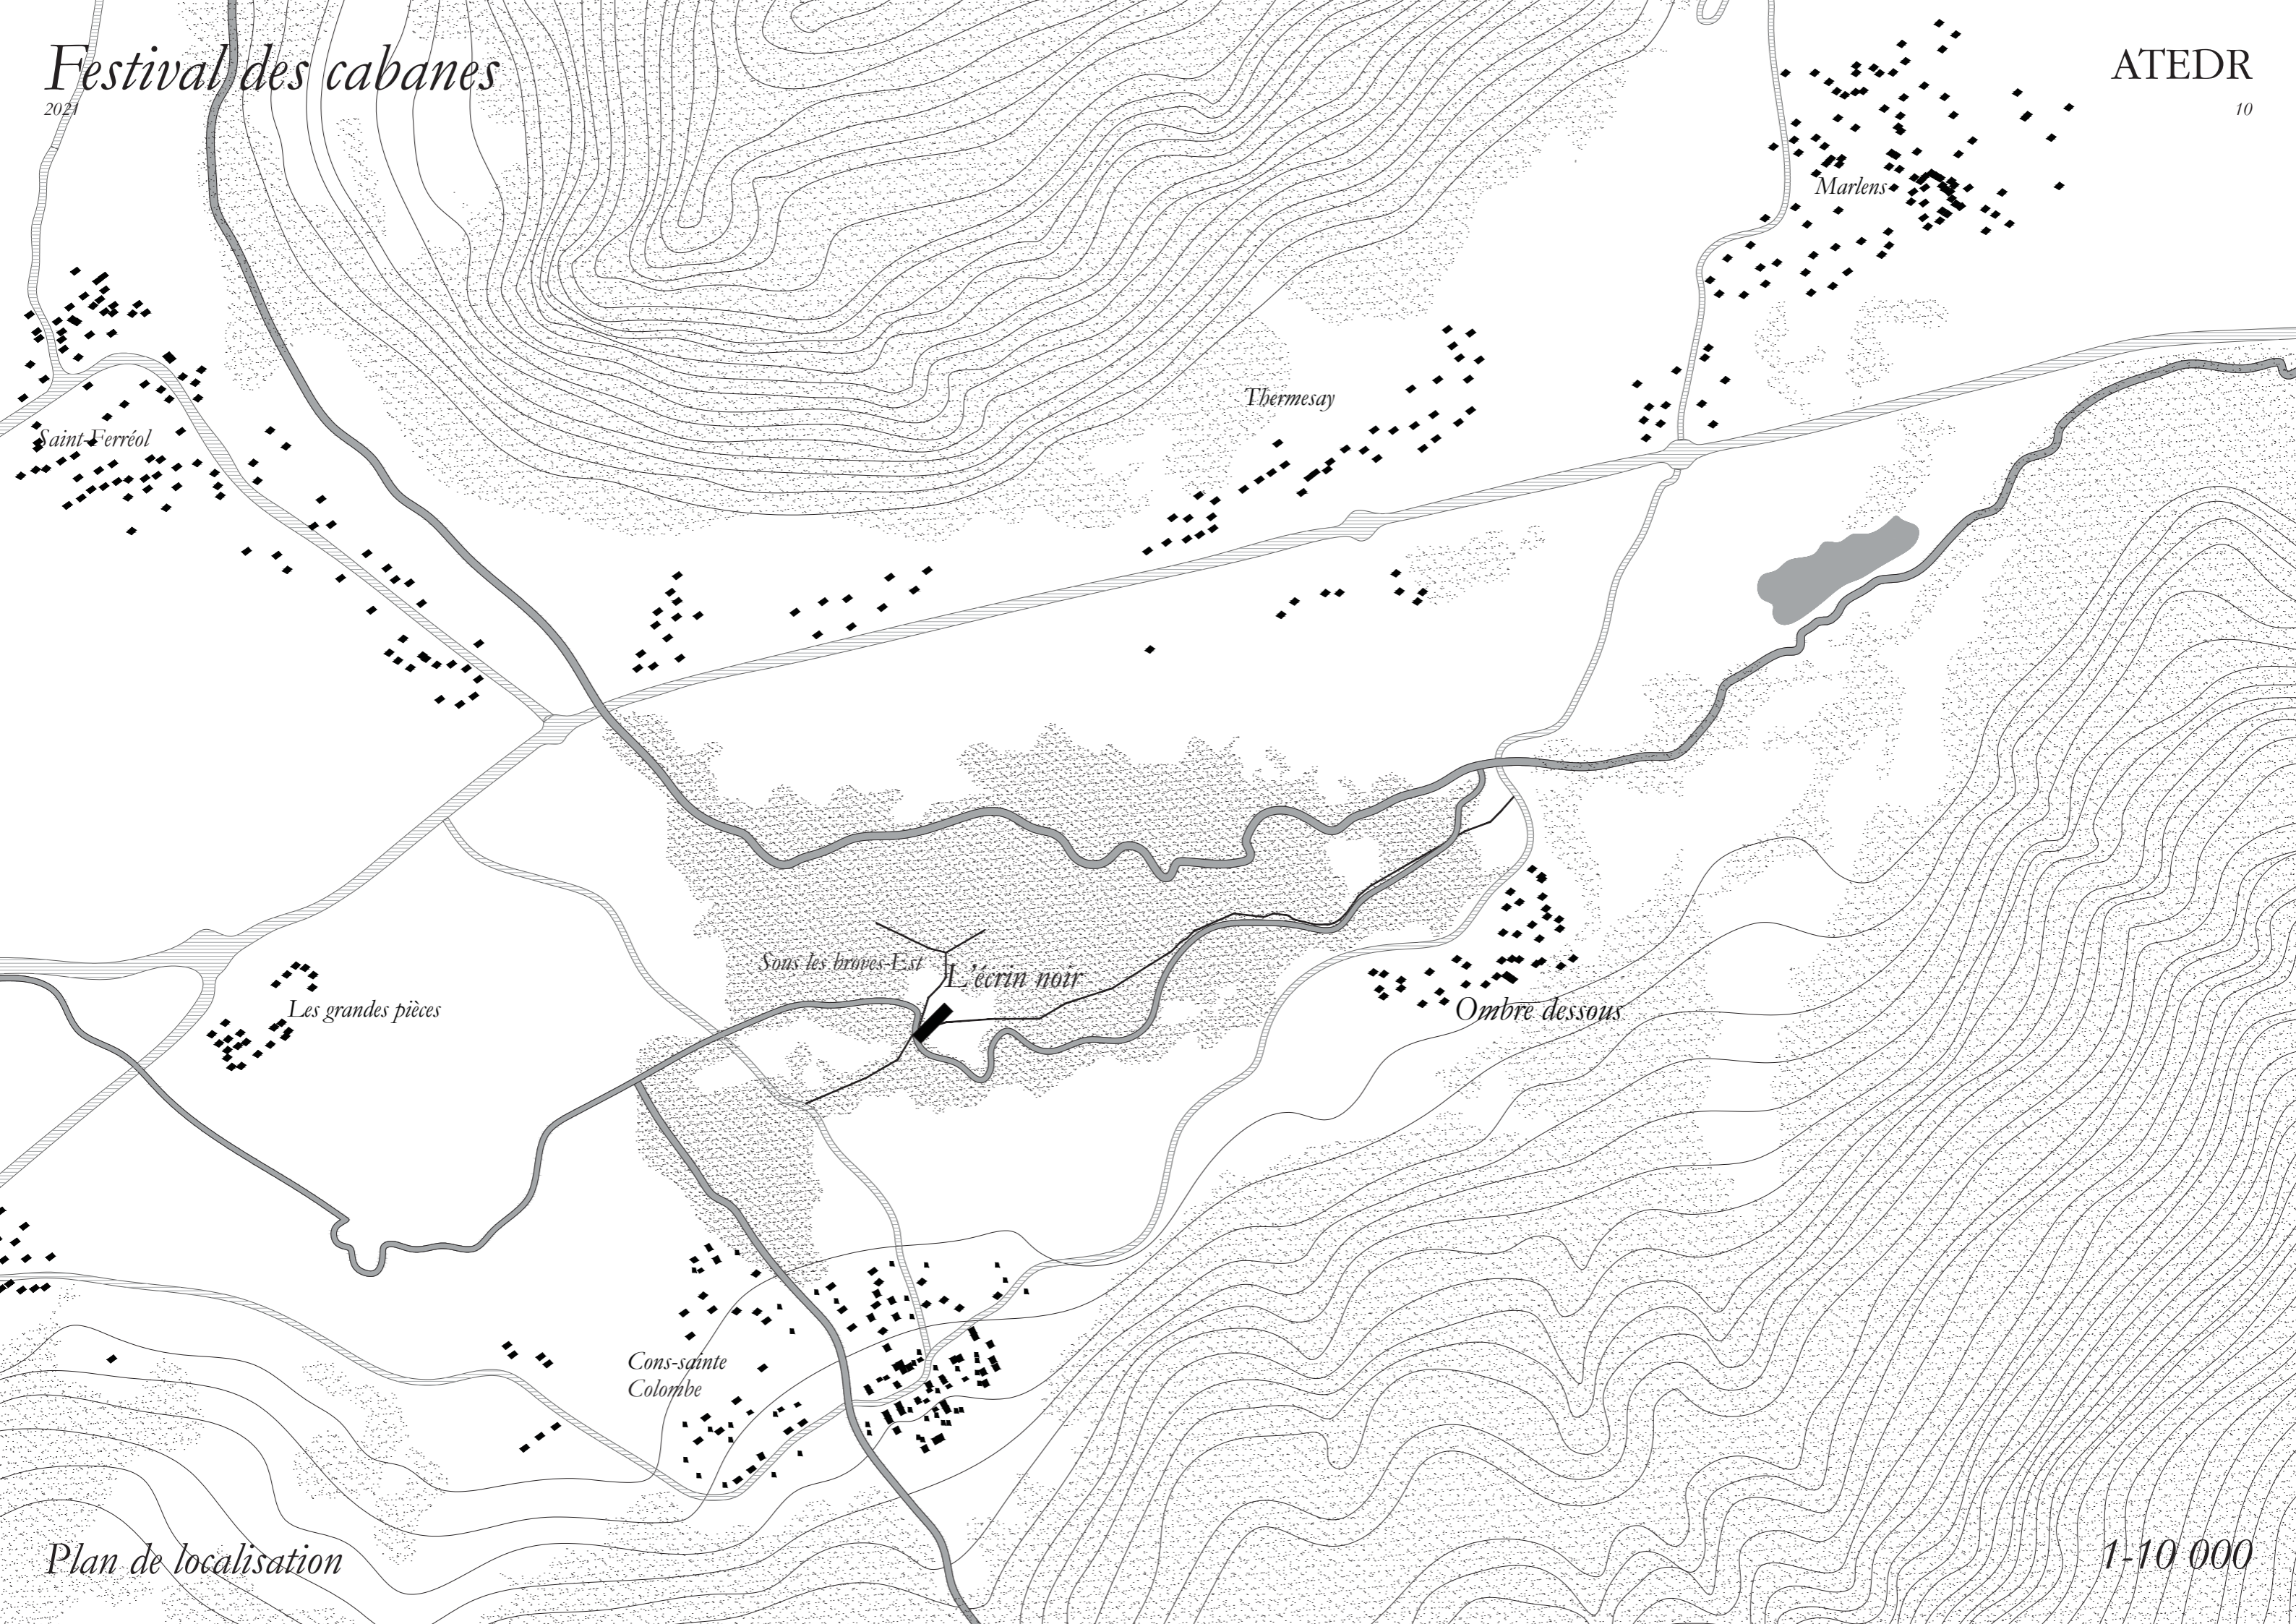 Festival des cabanes
2021
ATEDR
10
Marlens
Thermesay
Saint-Ferréol
Sous les broves-Est
L'écrin noir
Les grandes pièces
Ombre dessous
Cons-sainte
Colombe
Plan de localisation
1-10 000